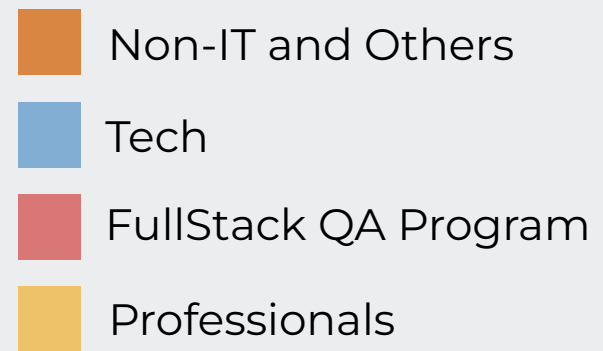 Non-IT and Others
Tech
FullStack QA Program
Professionals